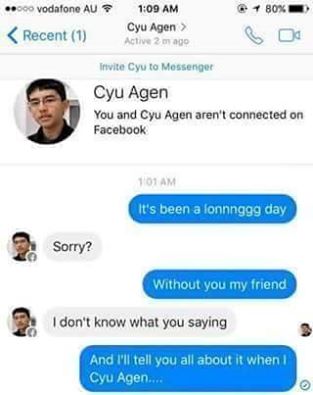 vodafone AU
1:09 AM
80%
Recent (1)
Cyu Agen >
Active 2 m ago
Invite Cyu to Messenger
Cyu Agen
You and Cyu Agen aren't connected on
Facebook
1:01 AM
It's been a lonnnggg day
Sorry?
Without you my friend
I don't know what you saying
And I'll tell you all about it when I
Cyu Agen....